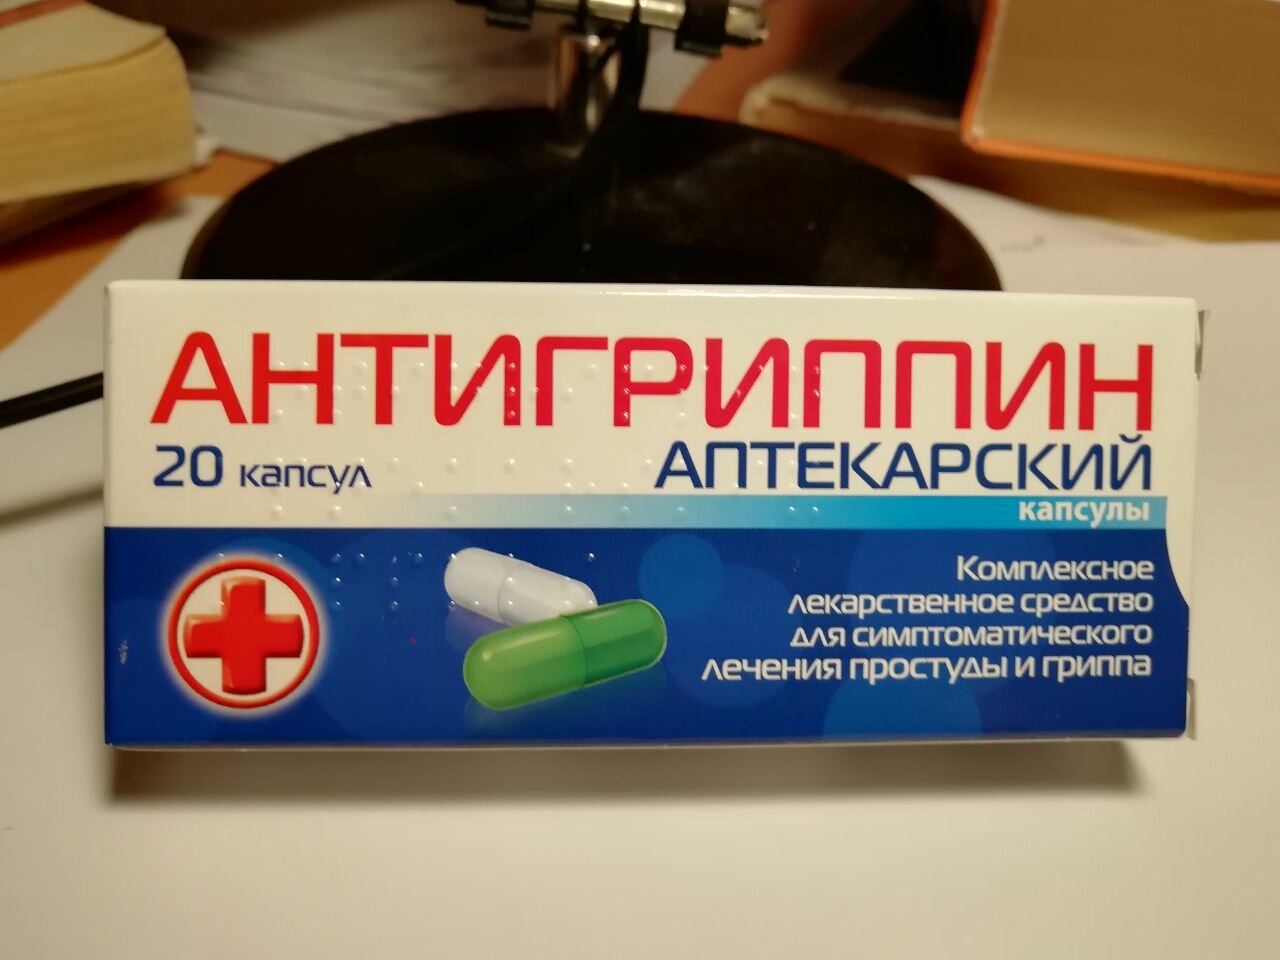 АНТИГРИППИН
20 капсул
АПТЕКАРСКИЙ
капсулы
Комплексное
лекарственное средство
для симптоматического
лечения простуды и гриппа